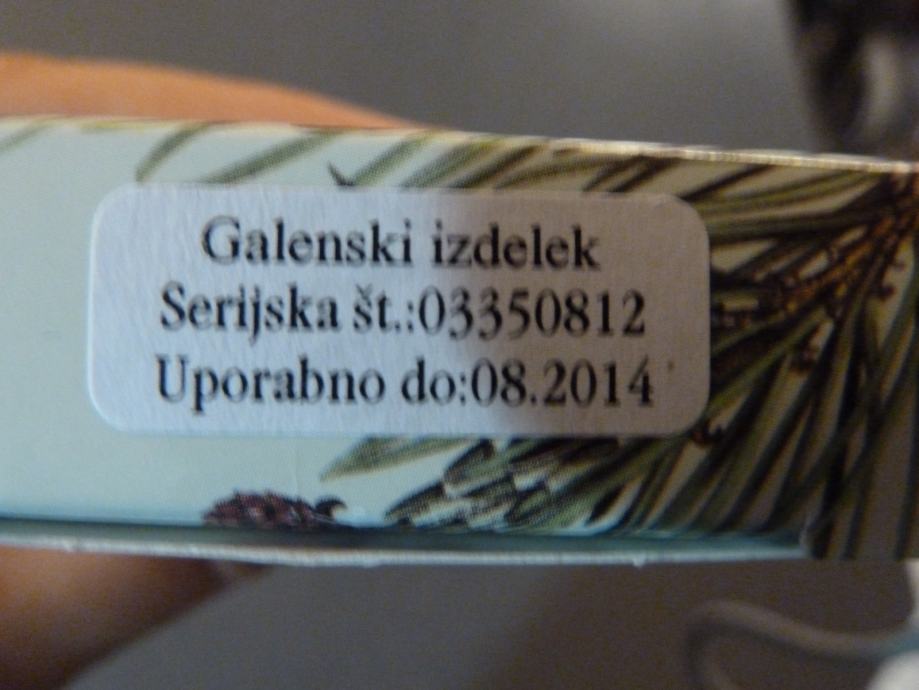 Galenski izdelek
Serijska št.:03350812
Uporabno do:08.2014